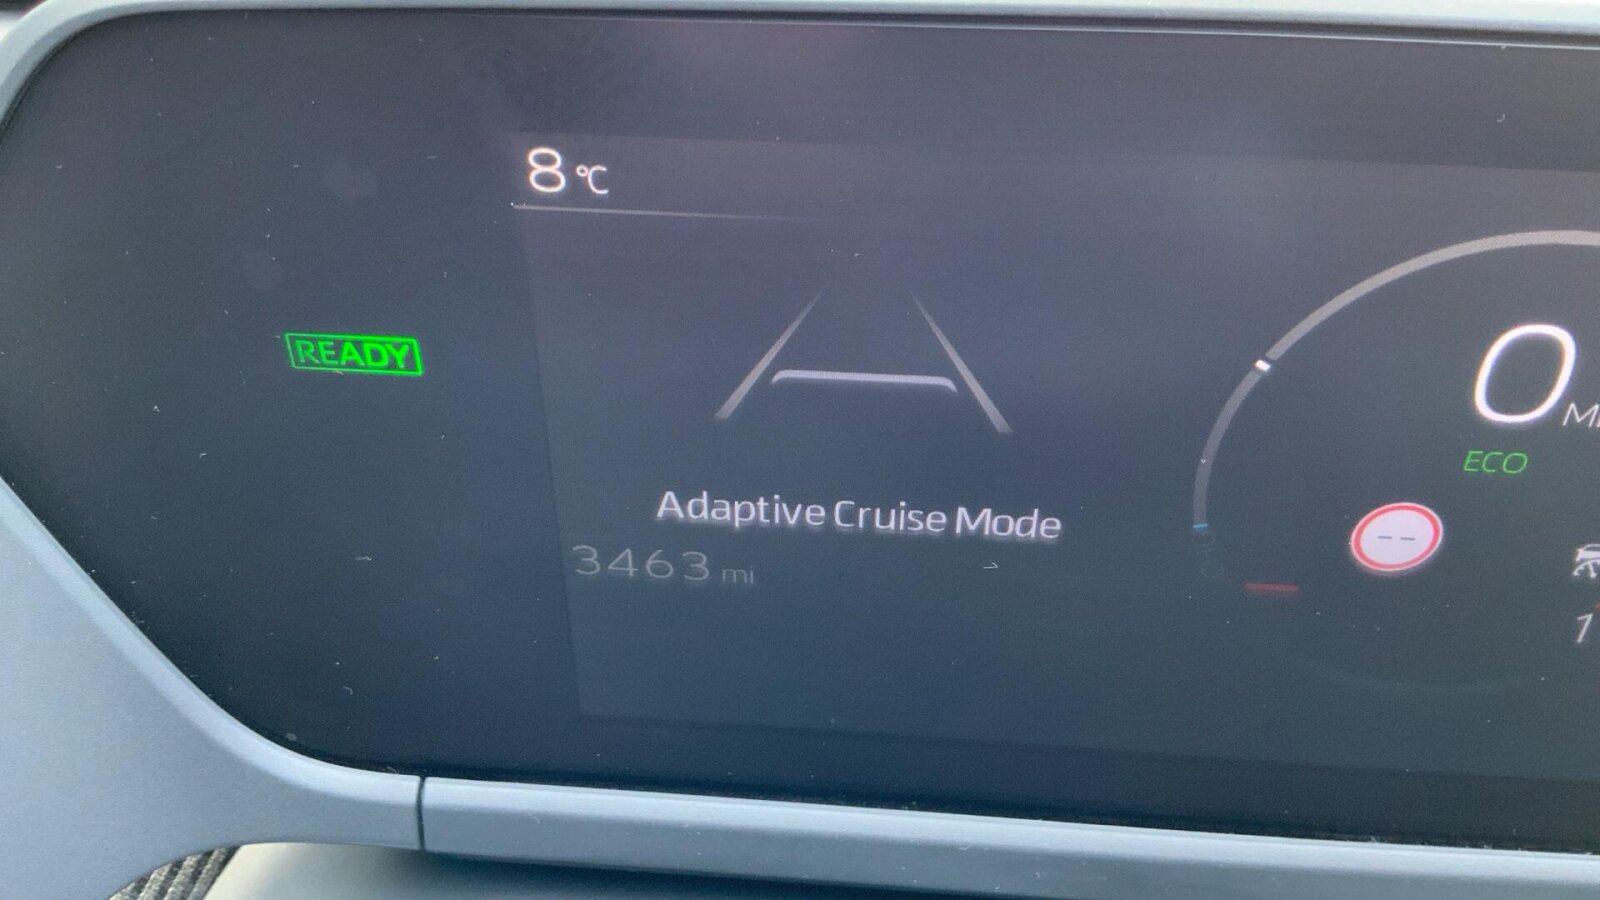 8 °C
READY
0
ECO
Adaptive Cruise Mode
--
3463 mi